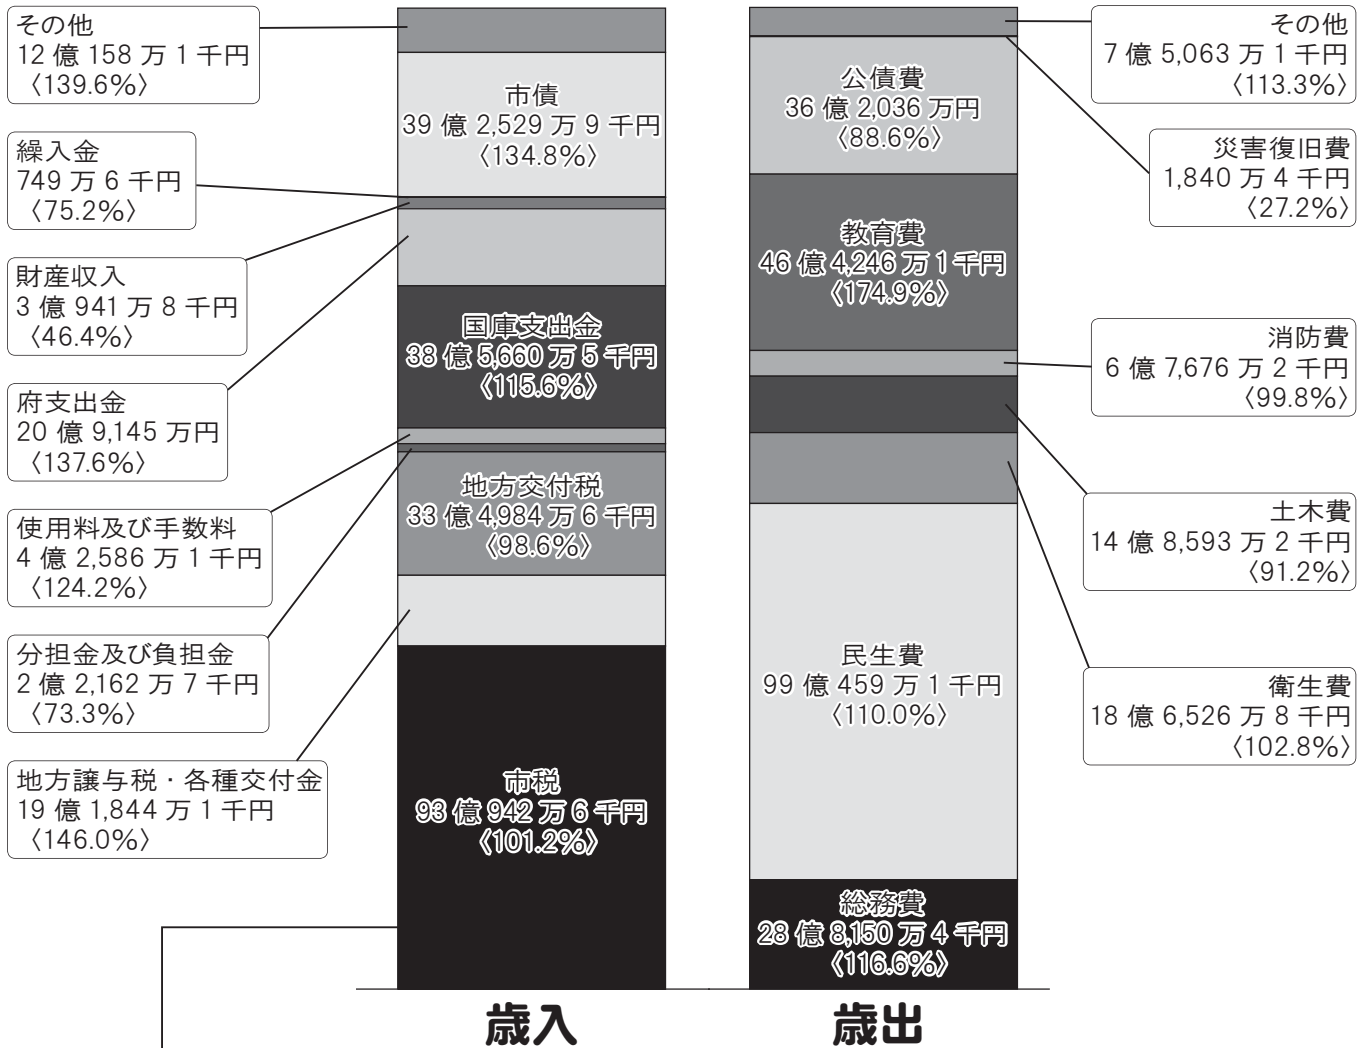 その他
12 億 158 万 1 千円
〈139.6%〉
繰入金
749 万 6 千円
〈75.2%〉
財産収入
3 億 941 万 8 千円
〈46.4%〉
府支出金
20 億 9,145 万円
〈137.6%〉
使用料及び手数料
4 億 2,586 万 1 千円
〈124.2%〉
分担金及び負担金
2 億 2,162 万 7 千円
〈73.3%〉
地方譲与税・各種交付金
19 億 1,844 万 1 千円
〈146.0%〉
市債
39 億 2,529 万 9 千円
〈134.8%〉
国庫支出金
38 億 5,660 万 5 千円
〈115.6%〉
地方交付税
33 億 4,984 万 6 千円
〈98.6%〉
市税
93 億 942 万 6 千円
〈101.2%〉
歳入
公債費
36 億 2,036 万円
〈88.6%〉
教育費
46 億 4,246 万 1 千円
〈174.9%〉
民生費
99 億 459 万 1 千円
〈110.0%〉
総務費
28 億 8,150 万 4 千円
〈116.6%〉
歳出
その他
7 億 5,063 万 1 千円
〈113.3%〉
災害復旧費
1,840 万 4 千円
〈27.2%〉
消防費
6 億 7,676 万 2 千円
〈99.8%〉
土木費
14 億 8,593 万 2 千円
〈91.2%〉
衛生費
18 億 6,526 万 8 千円
〈102.8%〉